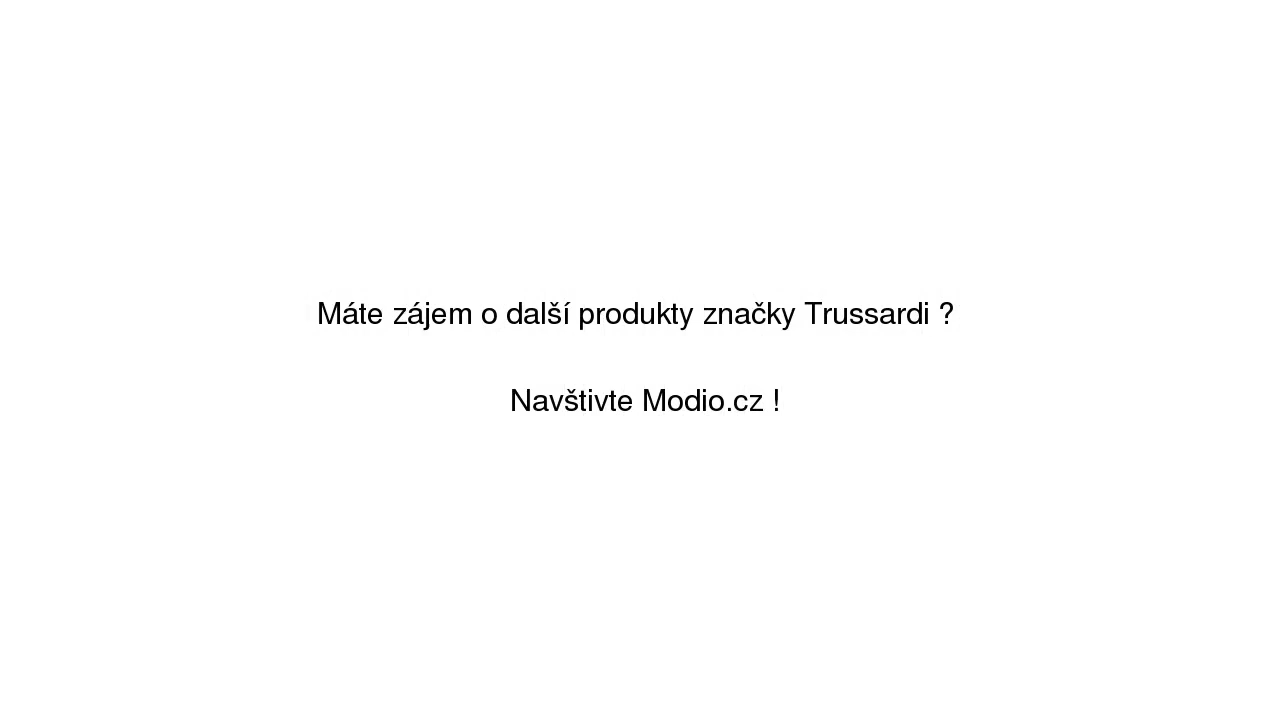 Máte zájem o další produkty značky Trussardi ?
Navštivte Modio.cz !